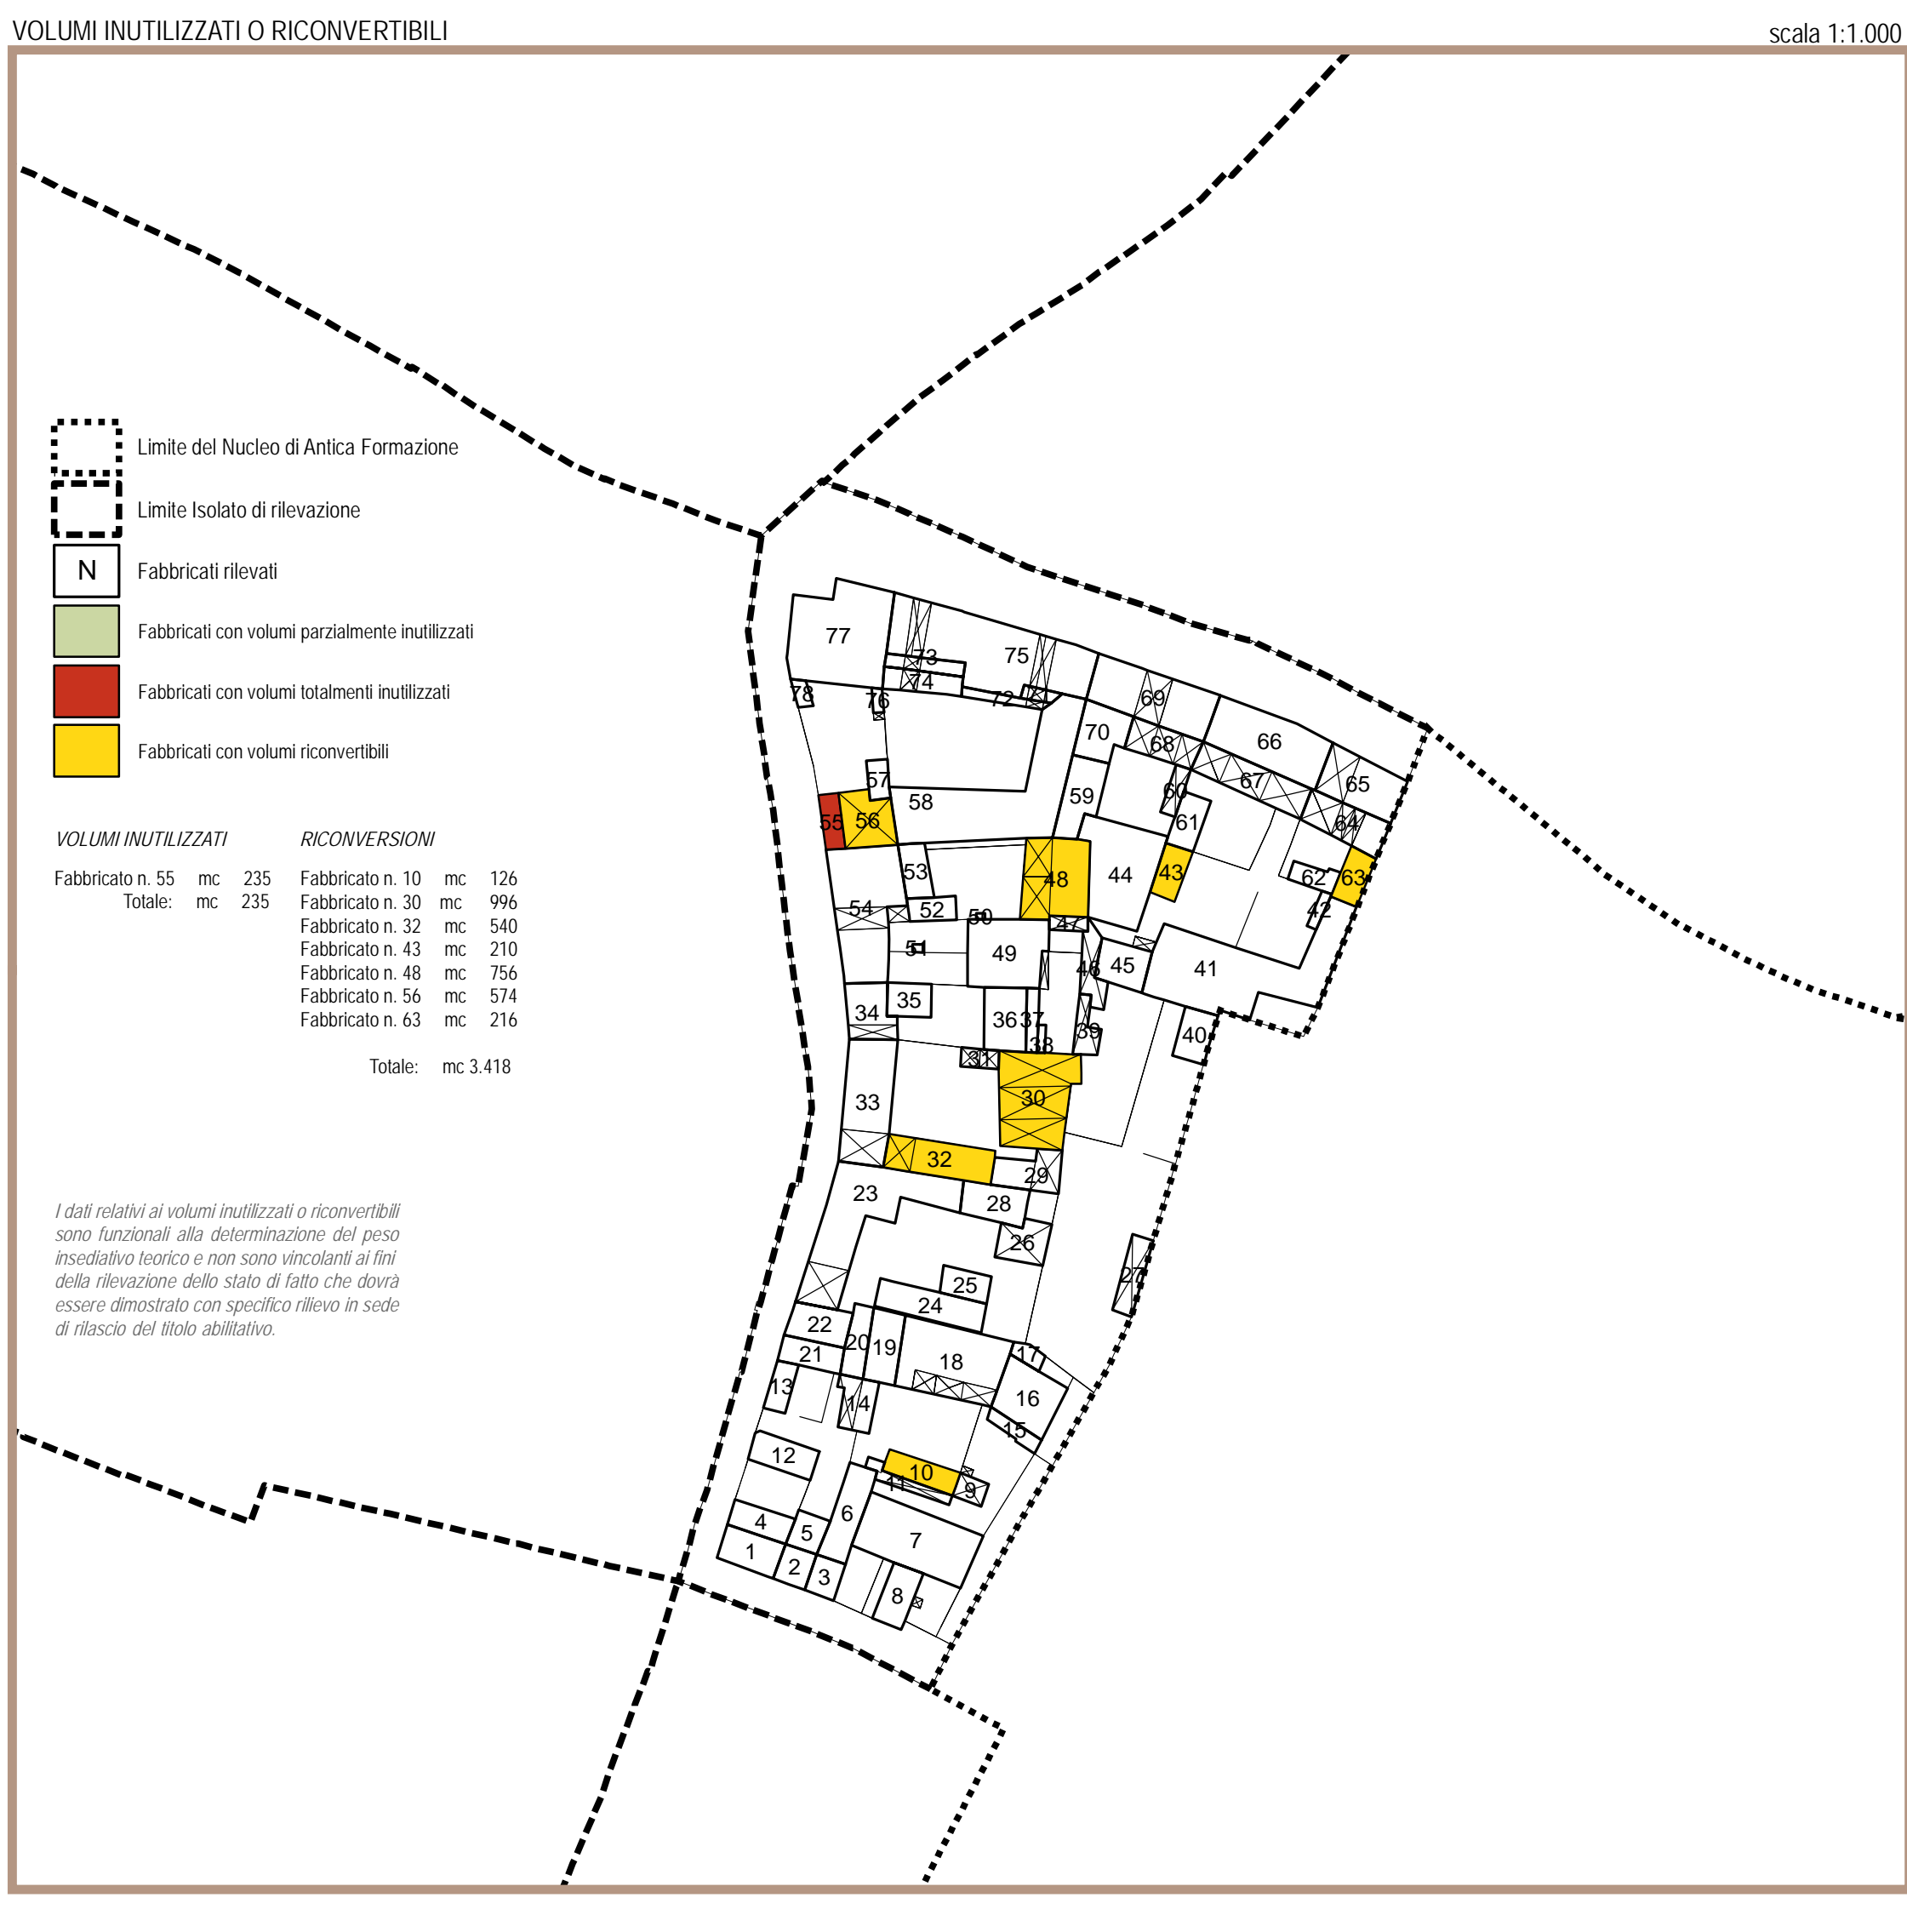 VOLUMI INUTILIZZATI O RICONVERTIBILI
scala 1:1.000
Limite del Nucleo di Antica Formazione
Limite Isolato di rilevazione
N Fabbricati rilevati
Fabbricati con volumi parzialmente inutilizzati
Fabbricati con volumi totalmenti inutilizzati
Fabbricati con volumi riconvertibili
VOLUMI INUTILIZZATI
Fabbricato n. 55 mc 235
Totale: mc 235
RICONVERSIONI
Fabbricato n. 10 mc 126
Fabbricato n. 30 mc 996
Fabbricato n. 32 mc 540
Fabbricato n. 43 mc 210
Fabbricato n. 48 mc 756
Fabbricato n. 56 mc 574
Fabbricato n. 63 mc 216
Totale: mc 3.418
I dati relativi ai volumi inutilizzati o riconvertibili
sono funzionali alla determinazione del peso
insediativo teorico e non sono vincolanti ai fini
della rilevazione dello stato di fatto che dovrà
essere dimostrato con specifico rilievo in sede
di rilascio del titolo abilitativo.
77
73
75
74
78
76
72
69
70
68
66
67
65
57
58
59
60
61
64
55
56
53
48
44
43
62
63
54
52
50
47
42
51
49
46
45
41
34
35
36
37
38
39
40
31
33
30
32
29
23
28
26
27
25
24
22
20
19
21
18
17
13
14
16
15
12
10
11
9
6
4
5
7
1
2
3
8